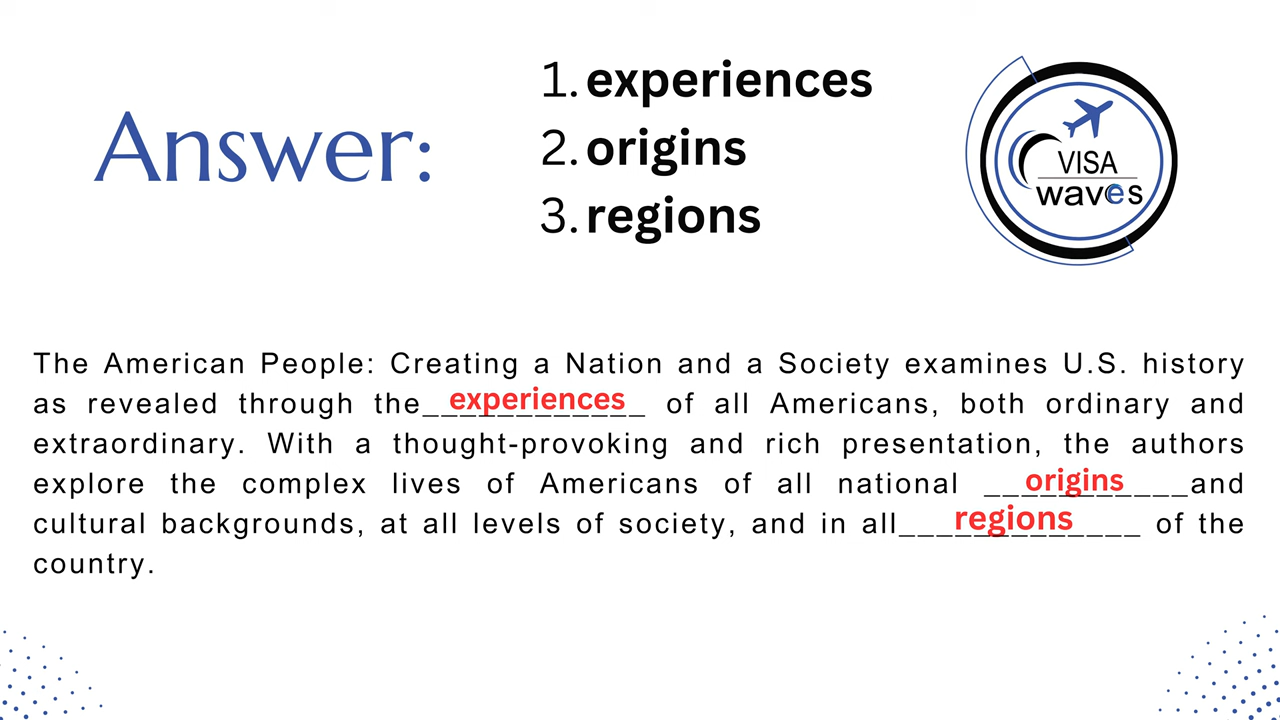 Answer:
1. experiences
2. origins
3. regions
VISA
waves
The American People: Creating a Nation and a Society examines U.S. history
as revealed through the_experiences_ of all Americans, both ordinary and
extraordinary. With a thought-provoking and rich presentation, the authors
explore the complex lives of Americans of all national _origins_and
cultural backgrounds, at all levels of society, and in all_regions_ of the
country.